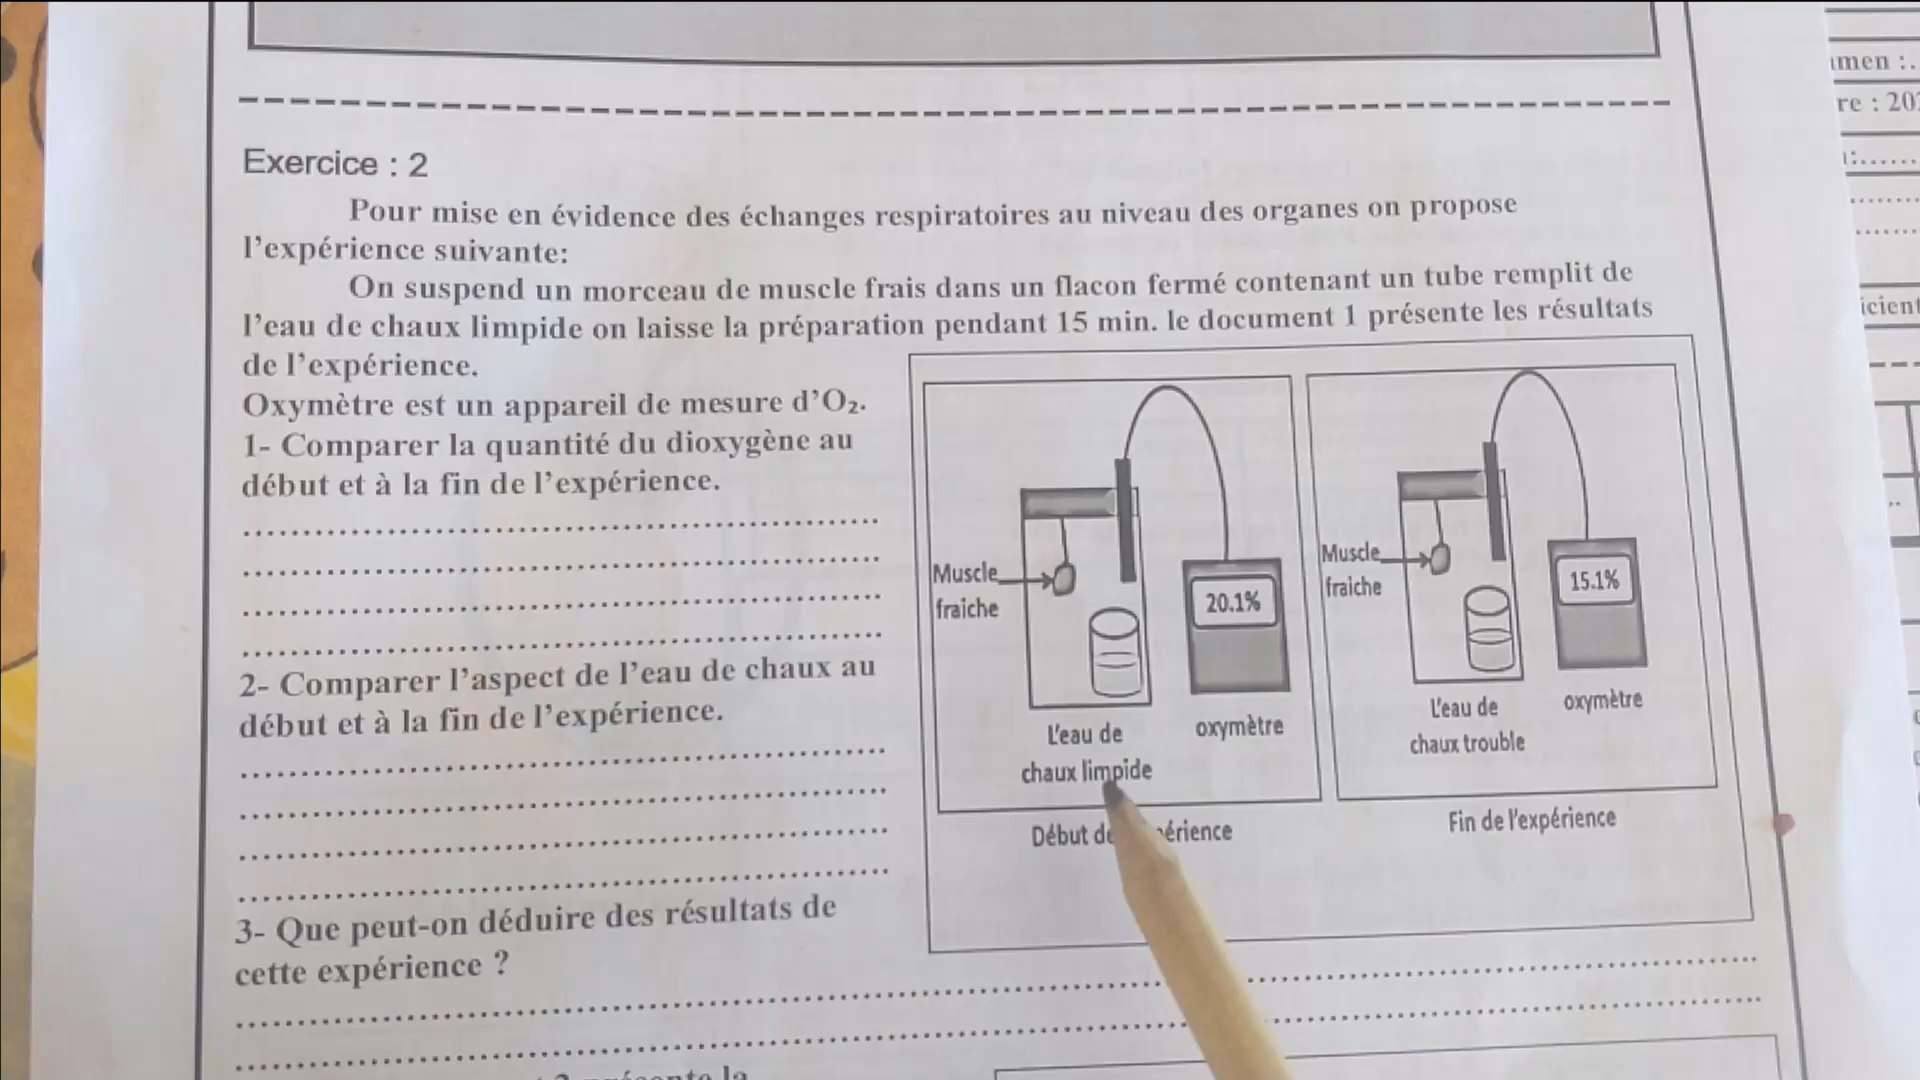 Exercice : 2
Pour mise en évidence des échanges respiratoires au niveau des organes on propose
l'expérience suivante:
On suspend un morceau de muscle frais dans un flacon fermé contenant un tube remplit de
l'eau de chaux limpide on laisse la préparation pendant 15 min. le document 1 présente les résultats
de l'expérience.
Oxymètre est un appareil de mesure d'O₂.
1- Comparer la quantité du dioxygène au
début et à la fin de l'expérience.
2- Comparer l'aspect de l'eau de chaux au
début et à la fin de l'expérience.
3- Que peut-on déduire des résultats de
cette expérience ?
Muscle
fraiche
20.1%
L'eau de
chaux limpide
oxymètre
Début de
Muscle
fraiche
15.1%
L'eau de
chaux trouble
oxymètre
Fin de l'expérience